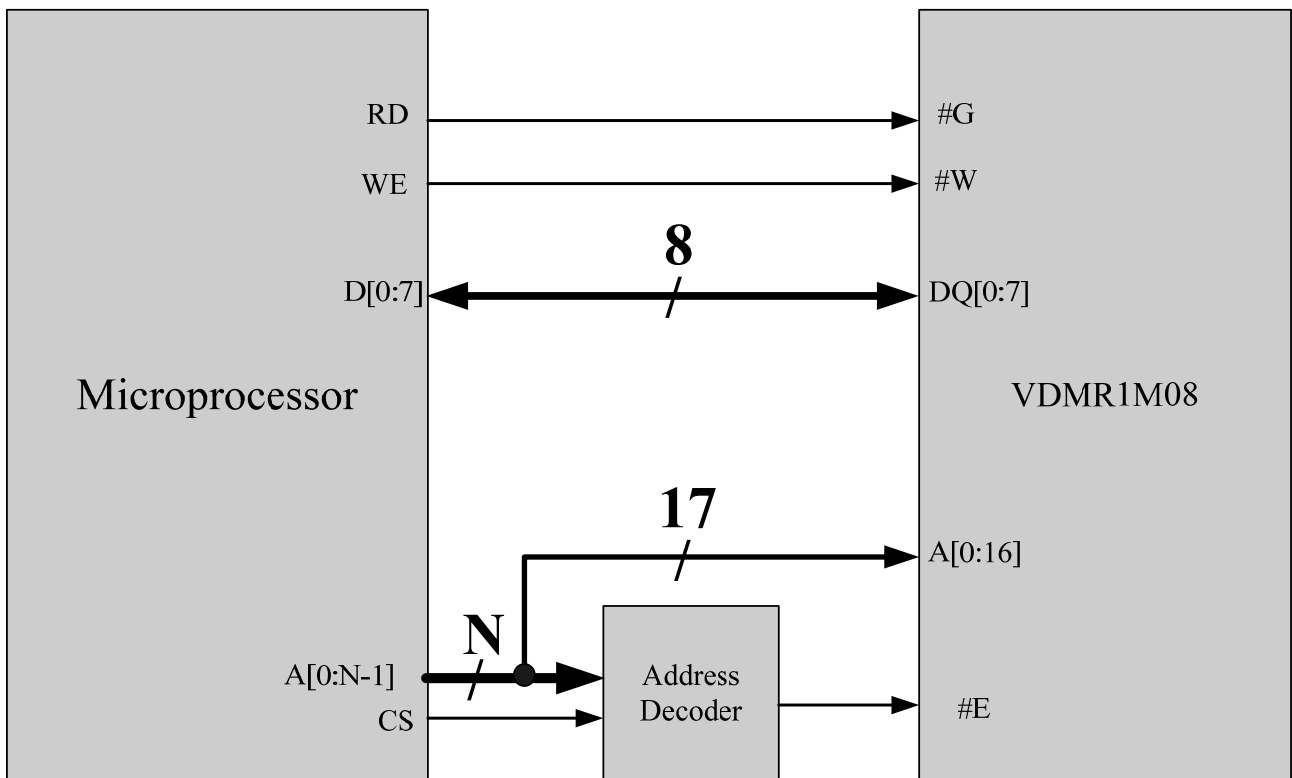 RD
#G
WE
#W
8
D[0:7]
DQ[0:7]
Microprocessor
VDMR1M08
17
A[0:16]
N
A[0:N-1]
Address
Decoder
CS
#E